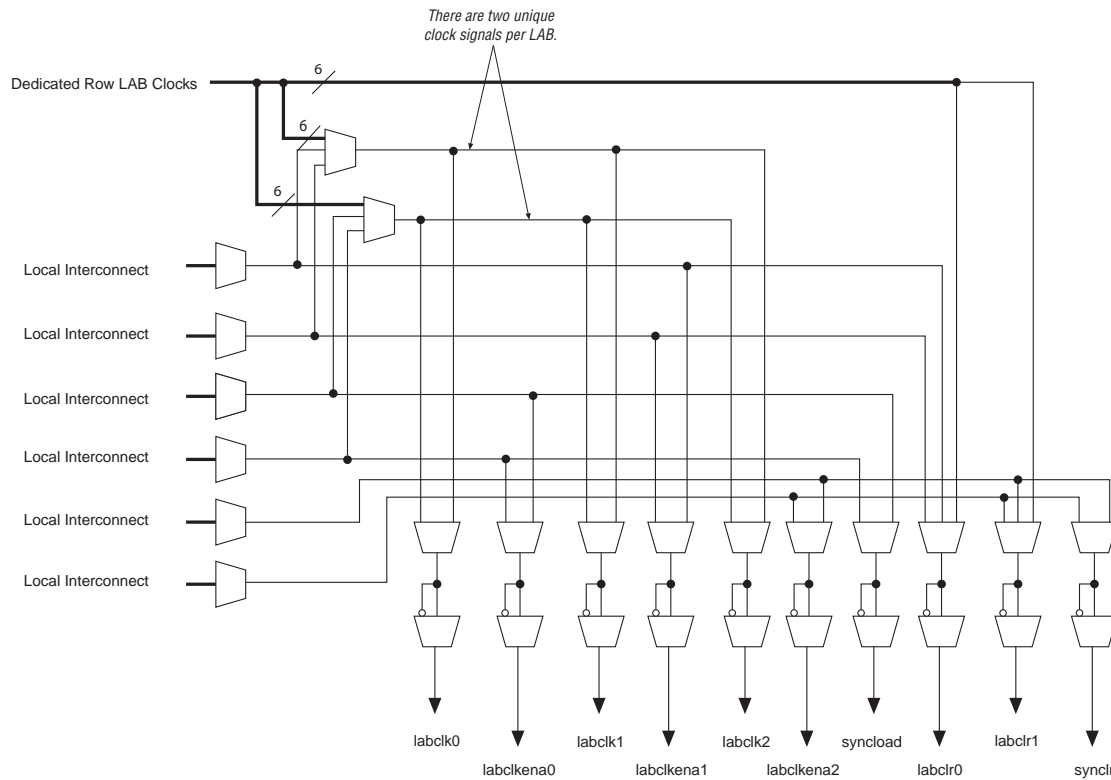 There are two unique
clock signals per LAB.
6
Dedicated Row LAB Clocks
6
6
Local Interconnect
Local Interconnect
Local Interconnect
Local Interconnect
Local Interconnect
Local Interconnect
labclk0
labclk1
labclk2
syncload
labclr1
labclkena0
labclkena1
labclkena2
labclr0
synclr